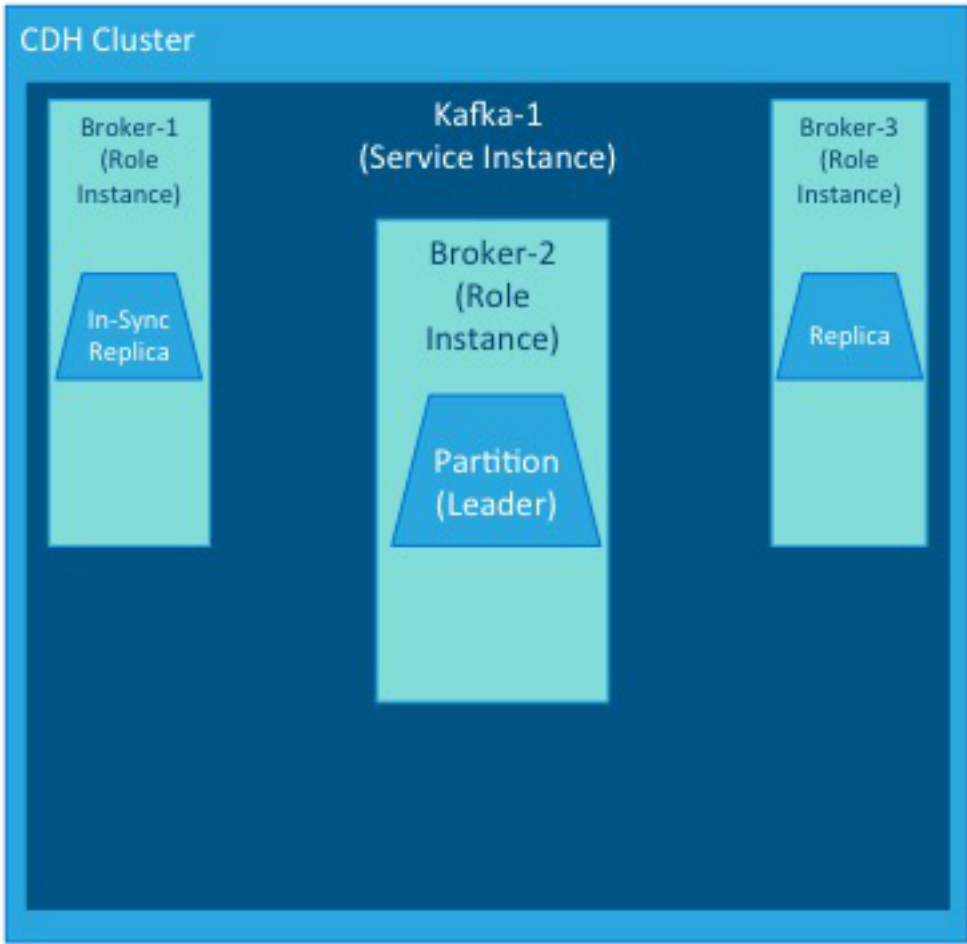 CDH Cluster
Kafka-1
(Service Instance)
Broker-1
(Role
Instance)
In-Sync
Replica
Broker-2
(Role
Instance)
Partition
(Leader)
Broker-3
(Role
Instance)
Replica